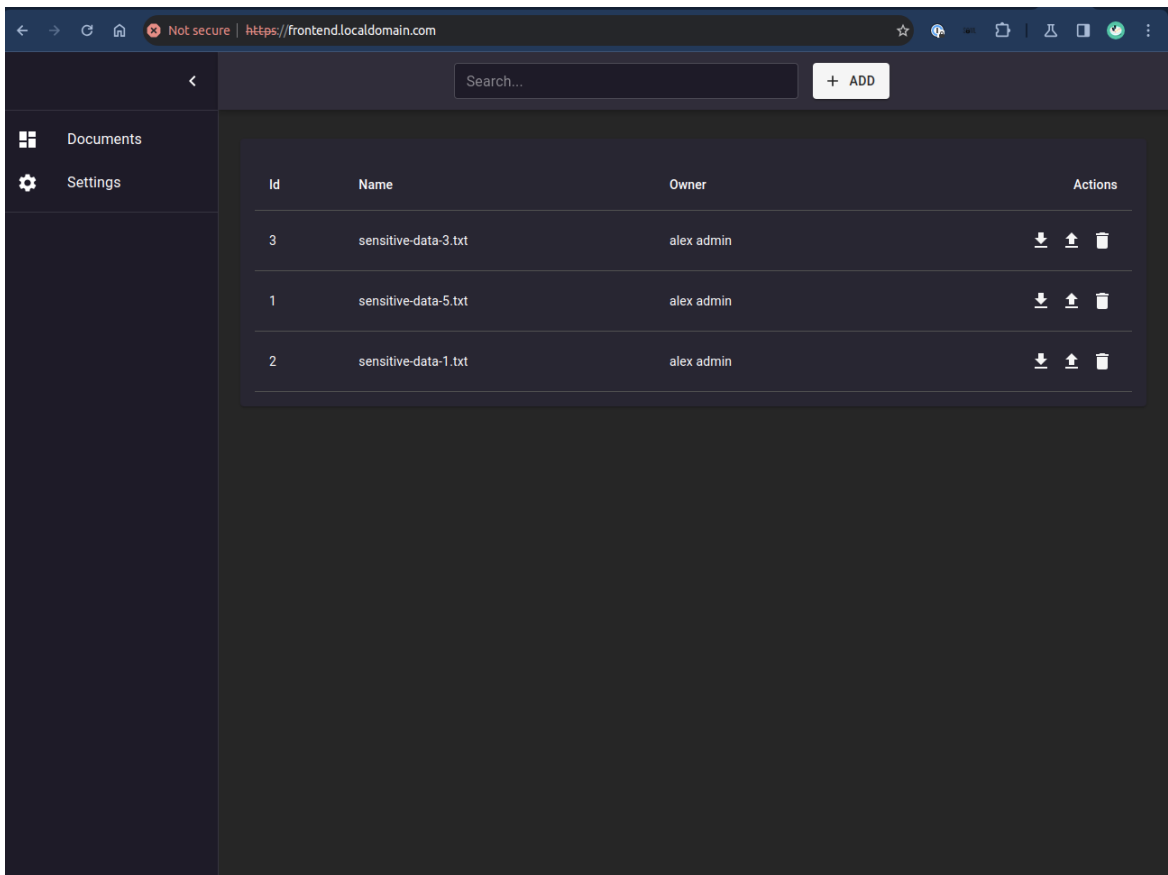 Not secure | https://frontend.localdomain.com
Search...
+ ADD
Documents
Settings
Id Name Owner Actions
3 sensitive-data-3.txt alex admin
1 sensitive-data-5.txt alex admin
2 sensitive-data-1.txt alex admin